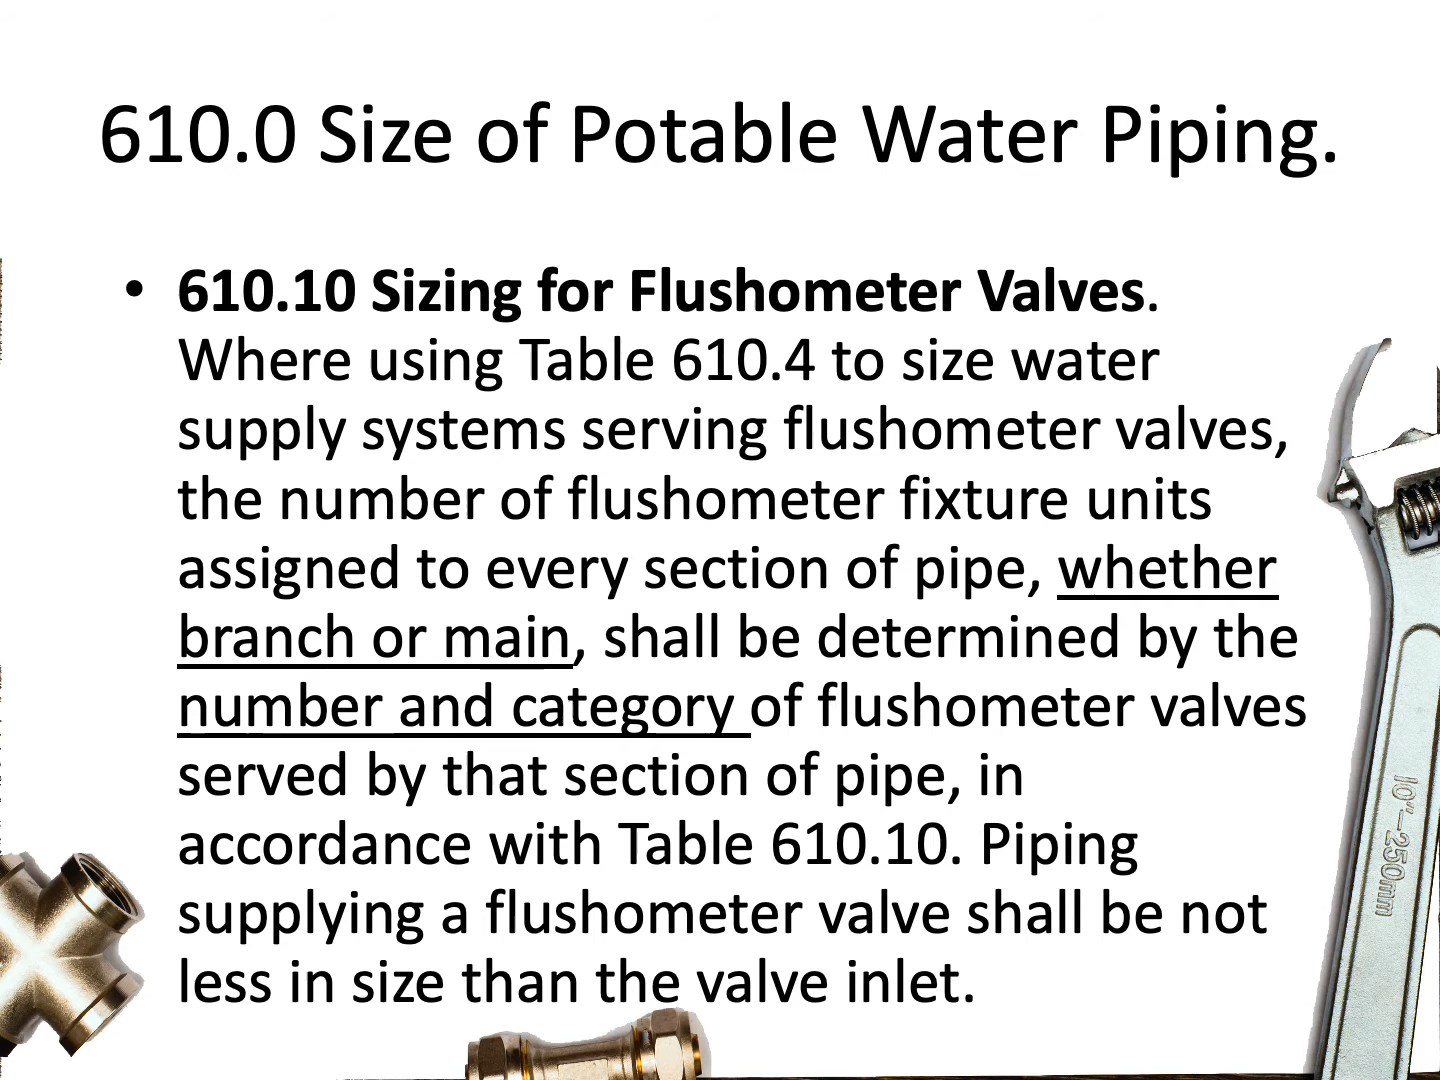 610.0 Size of Potable Water Piping.
• 610.10 Sizing for Flushometer Valves.
Where using Table 610.4 to size water
supply systems serving flushometer valves,
the number of flushometer fixture units
assigned to every section of pipe, whether
branch or main, shall be determined by the
number and category of flushometer valves
served by that section of pipe, in
accordance with Table 610.10. Piping
supplying a flushometer valve shall be not
less in size than the valve inlet.
10"–250mm